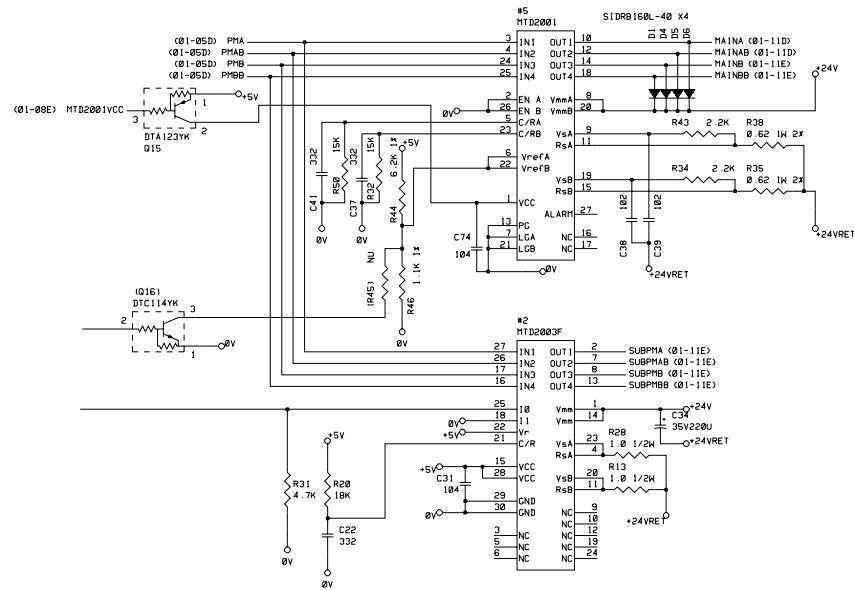 #5
MTD2001
SIDRB160L-40 X4
(01-05D) PMA
(01-05D) PMAB
(01-05D) PMB
(01-05D) PMBB
3 IN1
4 IN2
24 IN3
25 IN4
OUT1 10
OUT2 12
OUT3 14
OUT4 18
D1
D4
D5
D6
MAINA (01-11D)
MAINAB (01-11D)
MAINB (01-11E)
MAINBB (01-11E)
+24V
(01-08E) MTD2001VCC
3
1
2
+5V
DTA123YK
Q15
0V
2 EN A
26 EN B
5 C/RA
23 C/RB
6 VrefA
22 VrefB
1 VCC
13 PG
7 LGA
21 LGB
VmmA 8
VmmB 20
VsA 9
RsA 11
VsB 19
RsB 15
ALARM 27
NC 16
NC 17
R43 2.2K
R38
0.62 1W 2%
R34 2.2K
R35
0.62 1W 2%
102
102
C38
C39
+24VRET
+24VRET
332
C41
0V
15K
R50
332
C37
0V
15K
R32
6.2K 1%
R44
+5V
C74
104
0V
NU
(R45)
1.1K 1%
R46
0V
(Q16)
DTC114YK
2
3
1
0V
#2
MTD2003F
27 IN1
26 IN2
17 IN3
16 IN4
25 I0
18 I1
22 Vr
21 C/R
15 VCC
28 VCC
29 GND
30 GND
3 NC
5 NC
6 NC
OUT1 2
OUT2 7
OUT3 8
OUT4 13
SUBPMA (01-11E)
SUBPMAB (01-11E)
SUBPMB (01-11E)
SUBPMBB (01-11E)
Vmm 1
Vmm 14
VsA 23
RsA 4
VsB 20
RsB 11
NC 9
NC 10
NC 12
NC 19
NC 24
+24V
+ C34
35V220U
+24VRET
R28
1.0 1/2W
R13
1.0 1/2W
+24VRET
0V
+5V
+5V
C31
104
0V
R31
4.7K
0V
+5V
R20
18K
C22
332
0V